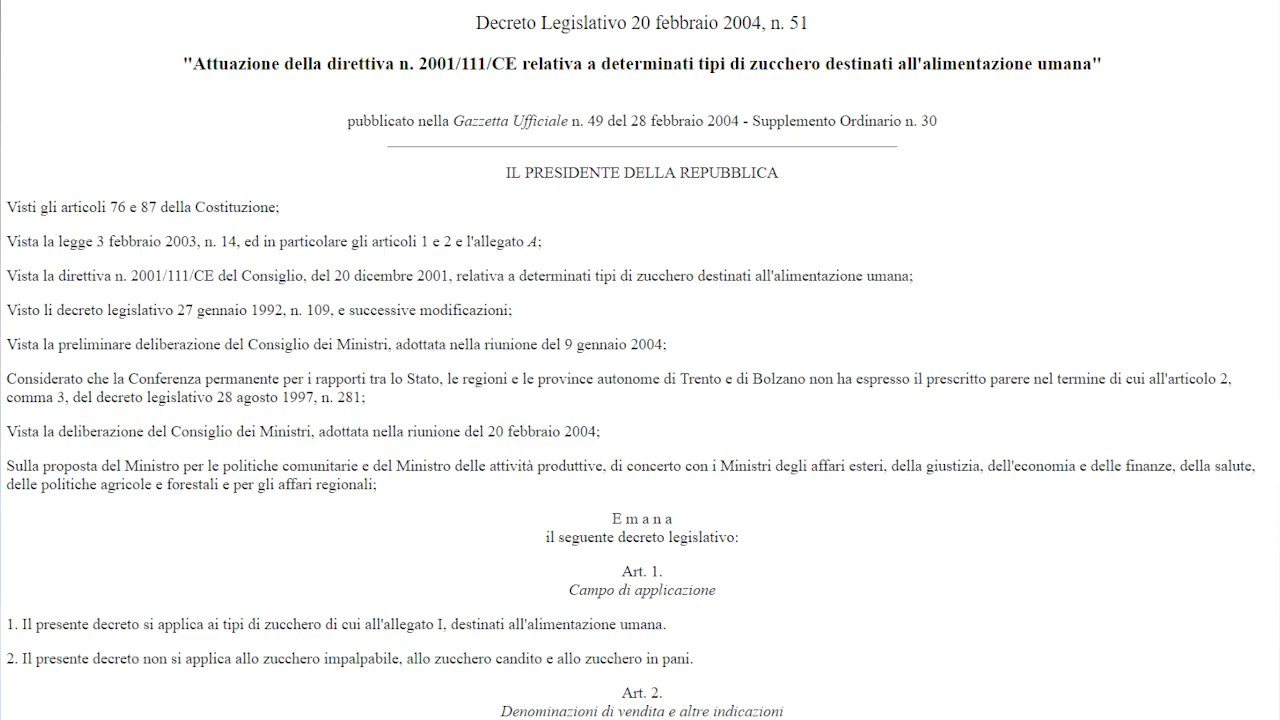 Decreto Legislativo 20 febbraio 2004, n. 51
"Attuazione della direttiva n. 2001/111/CE relativa a determinati tipi di zucchero destinati all'alimentazione umana"
pubblicato nella Gazzetta Ufficiale n. 49 del 28 febbraio 2004 - Supplemento Ordinario n. 30
IL PRESIDENTE DELLA REPUBBLICA
Visti gli articoli 76 e 87 della Costituzione;
Vista la legge 3 febbraio 2003, n. 14, ed in particolare gli articoli 1 e 2 e l'allegato A;
Vista la direttiva n. 2001/111/CE del Consiglio, del 20 dicembre 2001, relativa a determinati tipi di zucchero destinati all'alimentazione umana;
Visto li decreto legislativo 27 gennaio 1992, n. 109, e successive modificazioni;
Vista la preliminare deliberazione del Consiglio dei Ministri, adottata nella riunione del 9 gennaio 2004;
Considerato che la Conferenza permanente per i rapporti tra lo Stato, le regioni e le province autonome di Trento e di Bolzano non ha espresso il prescritto parere nel termine di cui all'articolo 2,
comma 3, del decreto legislativo 28 agosto 1997, n. 281;
Vista la deliberazione del Consiglio dei Ministri, adottata nella riunione del 20 febbraio 2004;
Sulla proposta del Ministro per le politiche comunitarie e del Ministro delle attività produttive, di concerto con i Ministri degli affari esteri, della giustizia, dell'economia e delle finanze, della salute,
delle politiche agricole e forestali e per gli affari regionali;
E m a n a
il seguente decreto legislativo:
Art. 1.
Campo di applicazione
1. Il presente decreto si applica ai tipi di zucchero di cui all'allegato I, destinati all'alimentazione umana.
2. Il presente decreto non si applica allo zucchero impalpabile, allo zucchero candito e allo zucchero in pani.
Art. 2.
Denominazioni di vendita e altre indicazioni